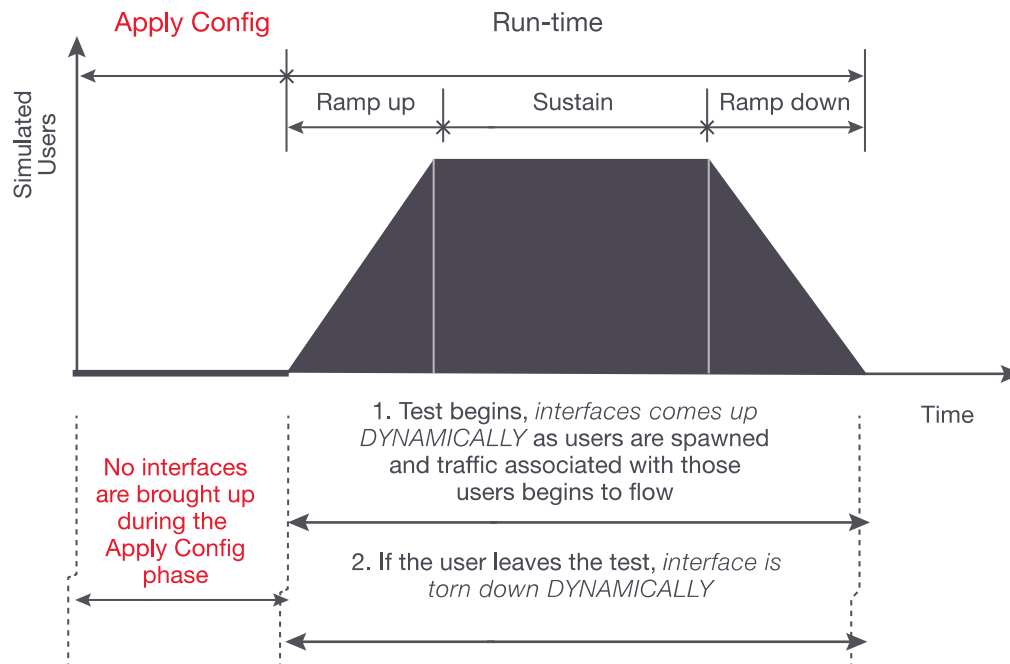 Apply Config
Run-time
Ramp up
Sustain
Ramp down
Simulated
Users
Time
1. Test begins, interfaces comes up
DYNAMICALLY as users are spawned
and traffic associated with those
users begins to flow
No interfaces
are brought up
during the
Apply Config
phase
2. If the user leaves the test, interface is
torn down DYNAMICALLY